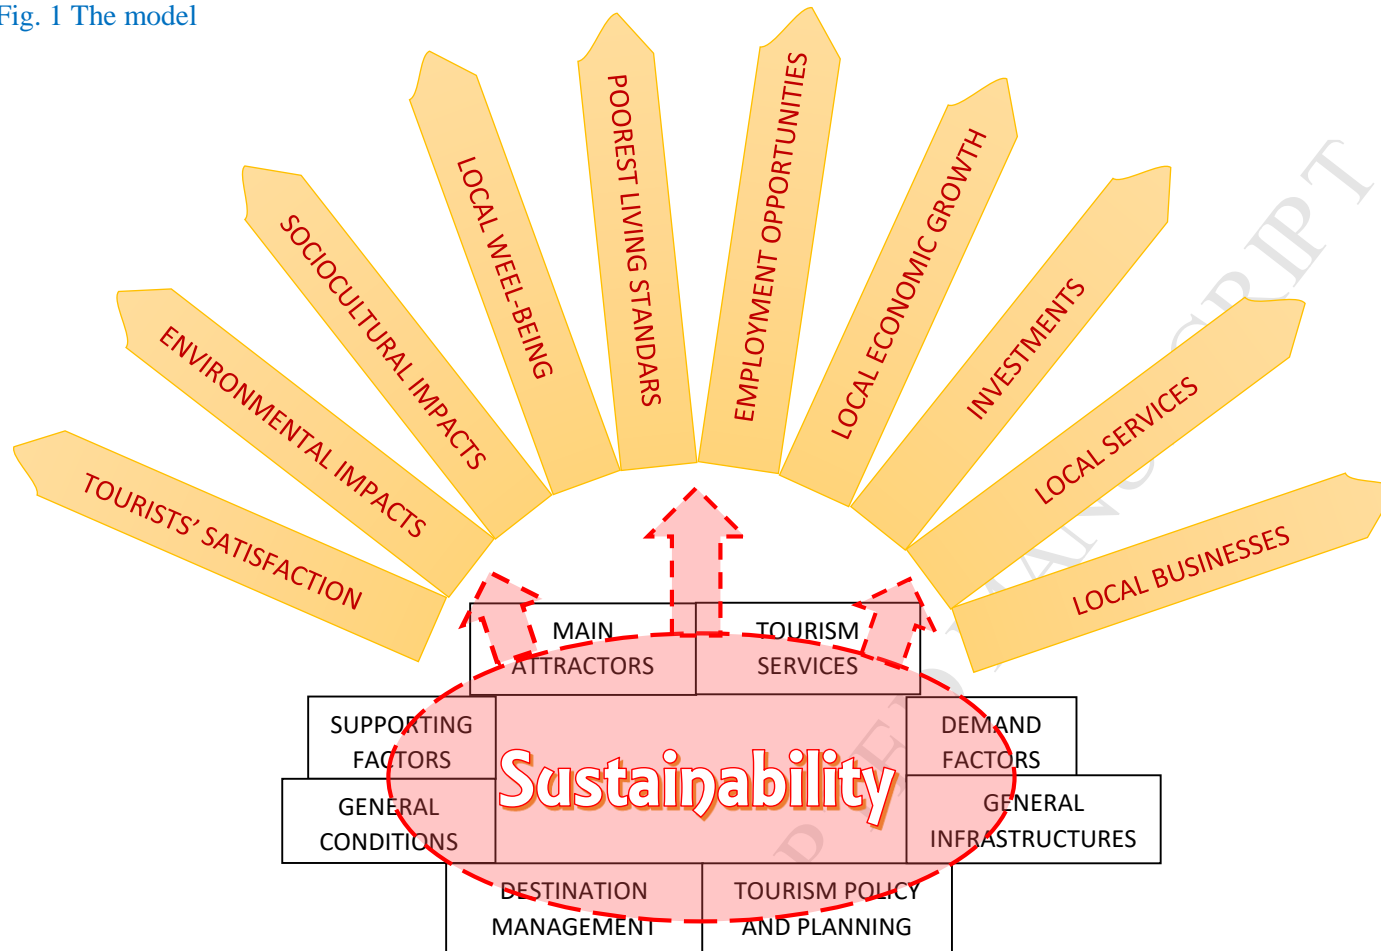 Fig. 1 The model
TOURISTS' SATISFACTION
ENVIRONMENTAL IMPACTS
SOCIOCULTURAL IMPACTS
LOCAL WEEL-BEING
POOREST LIVING STANDARS
EMPLOYMENT OPPORTUNITIES
LOCAL ECONOMIC GROWTH
INVESTMENTS
LOCAL SERVICES
LOCAL BUSINESSES
MAIN
ATTRACTORS
TOURISM
SERVICES
SUPPORTING
FACTORS
DEMAND
FACTORS
Sustainability
GENERAL
CONDITIONS
GENERAL
INFRASTRUCTURES
DESTINATION
MANAGEMENT
TOURISM POLICY
AND PLANNING